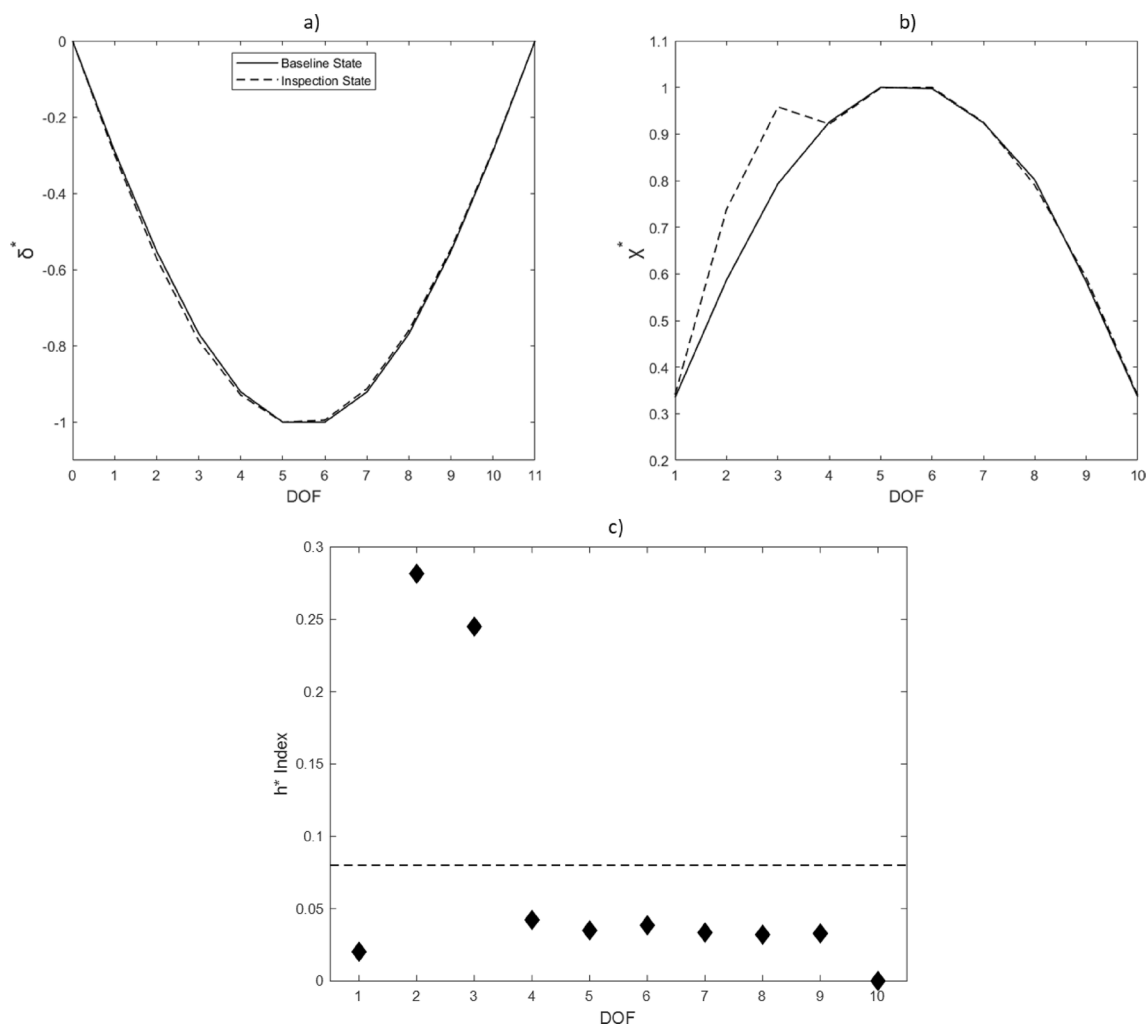 a)
0
-0.2
-0.4
-0.6
-0.8
-1
δ*
Baseline State
Inspection State
0 1 2 3 4 5 6 7 8 9 10 11
DOF
b)
1.1
1
0.9
0.8
0.7
0.6
0.5
0.4
0.3
0.2
χ*
1 2 3 4 5 6 7 8 9 10
DOF
c)
0.3
0.25
0.2
0.15
0.1
0.05
0
h* Index
1 2 3 4 5 6 7 8 9 10
DOF